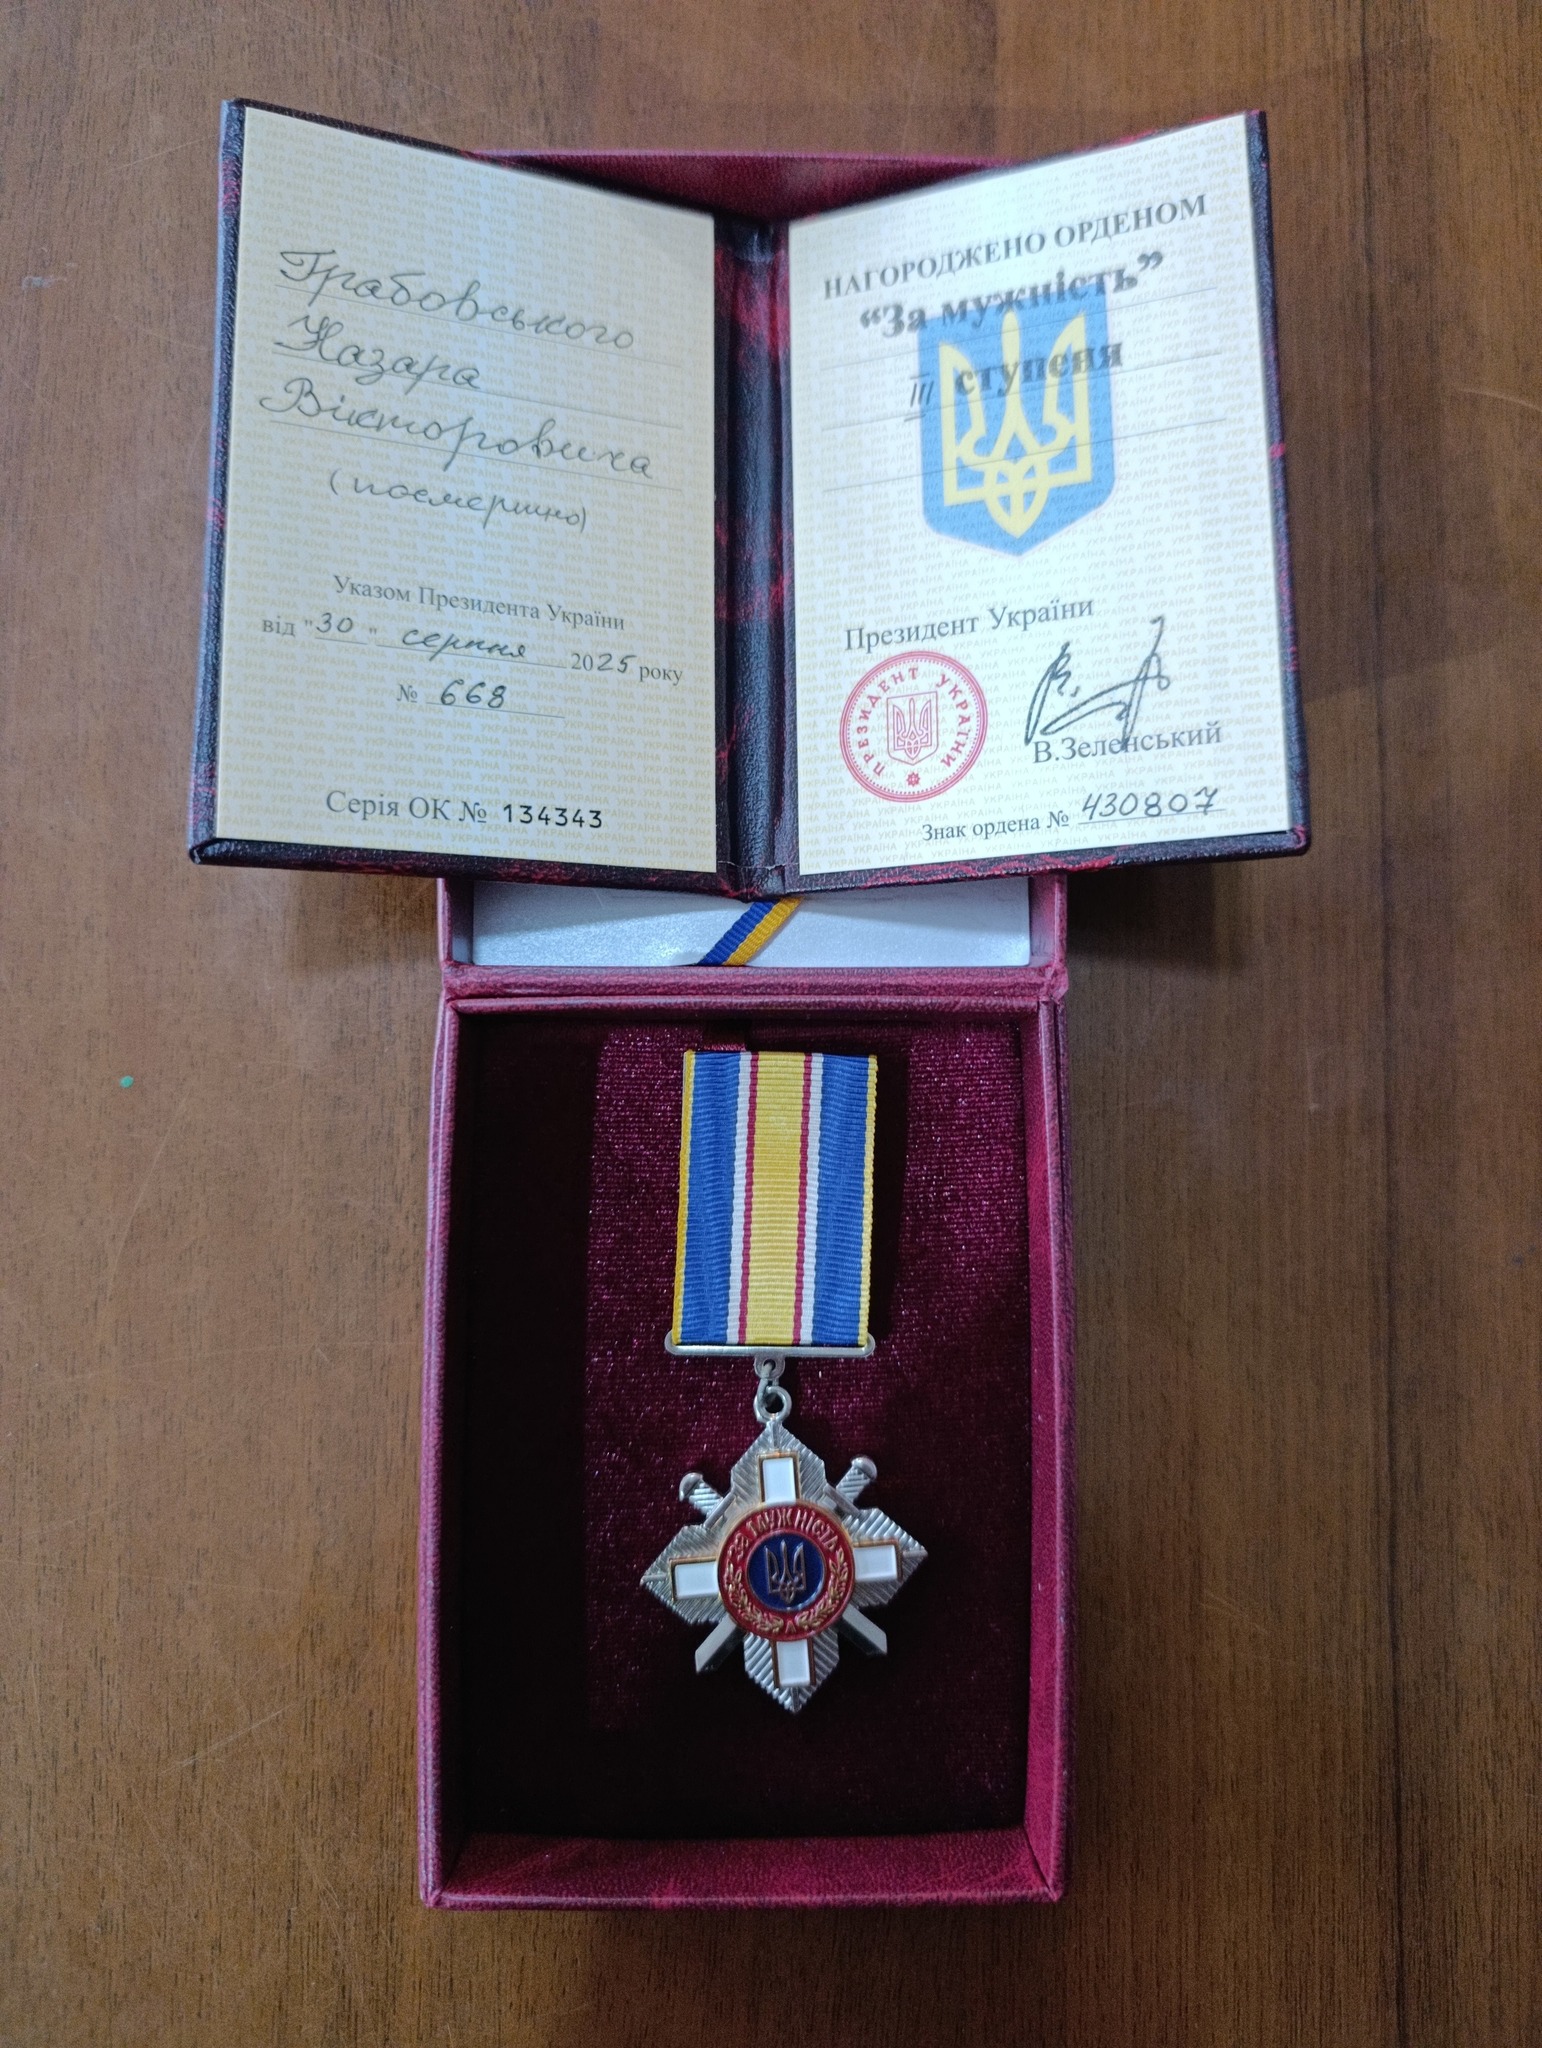 Грабовського
Назара
Вікторовича
(посмертно)
Указом Президента України
від "30" серпня 2025 року
№ 668
Серія ОК № 134343
НАГОРОДЖЕНО ОРДЕНОМ
“За мужність”
III ступеня
Президент України
ПРЕЗИДЕНТ УКРАЇНИ
В.Зеленський
Знак ордена № 430807
ЗА МУЖНІСТЬ